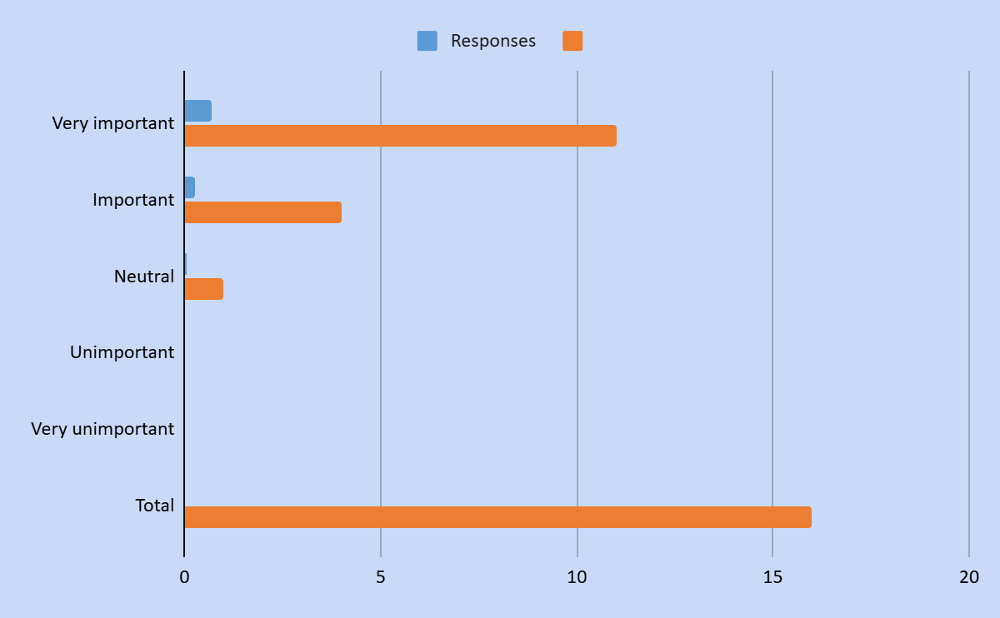 Responses
Very important
Important
Neutral
Unimportant
Very unimportant
Total
0 5 10 15 20